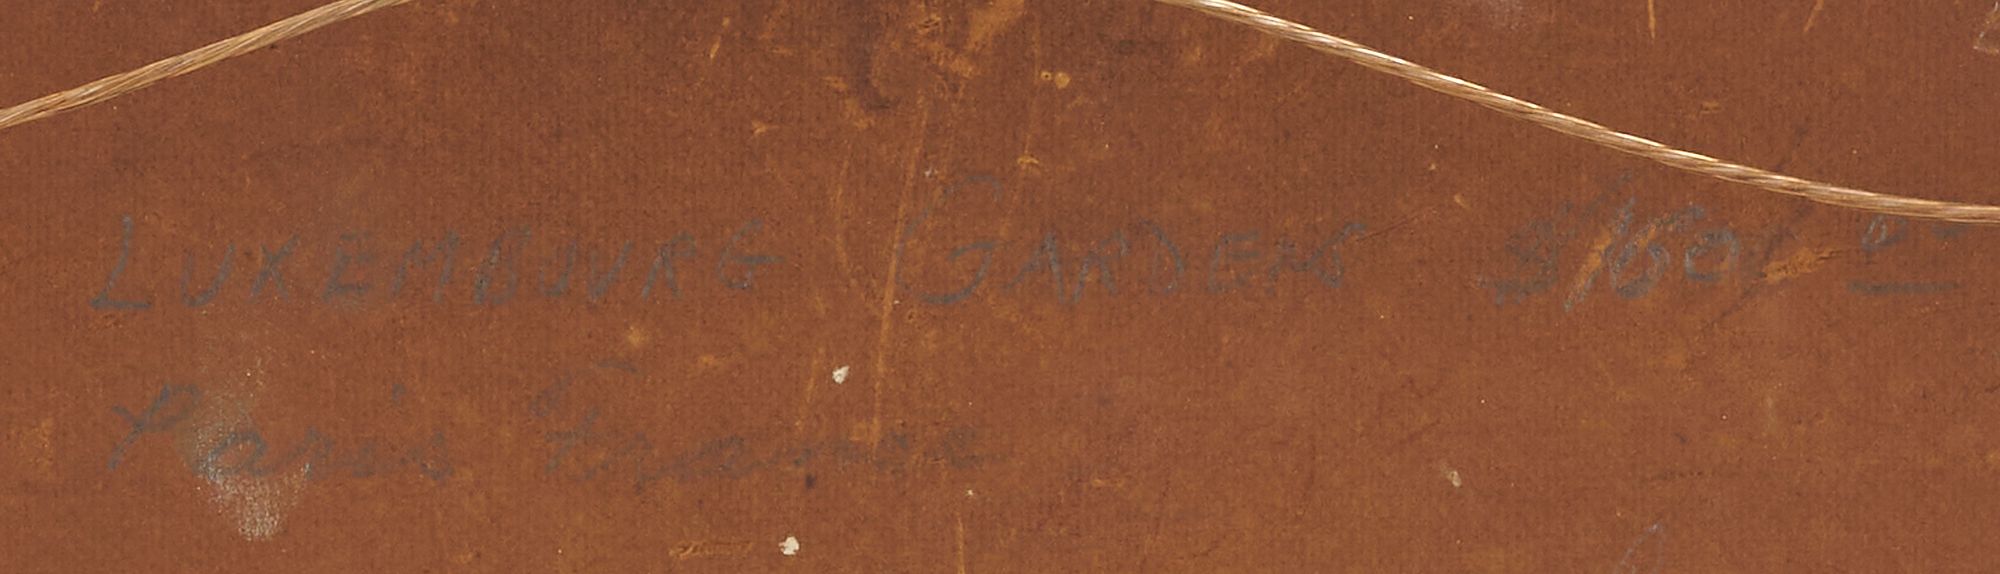 LUXEMBOURG GARDENS
Paris France